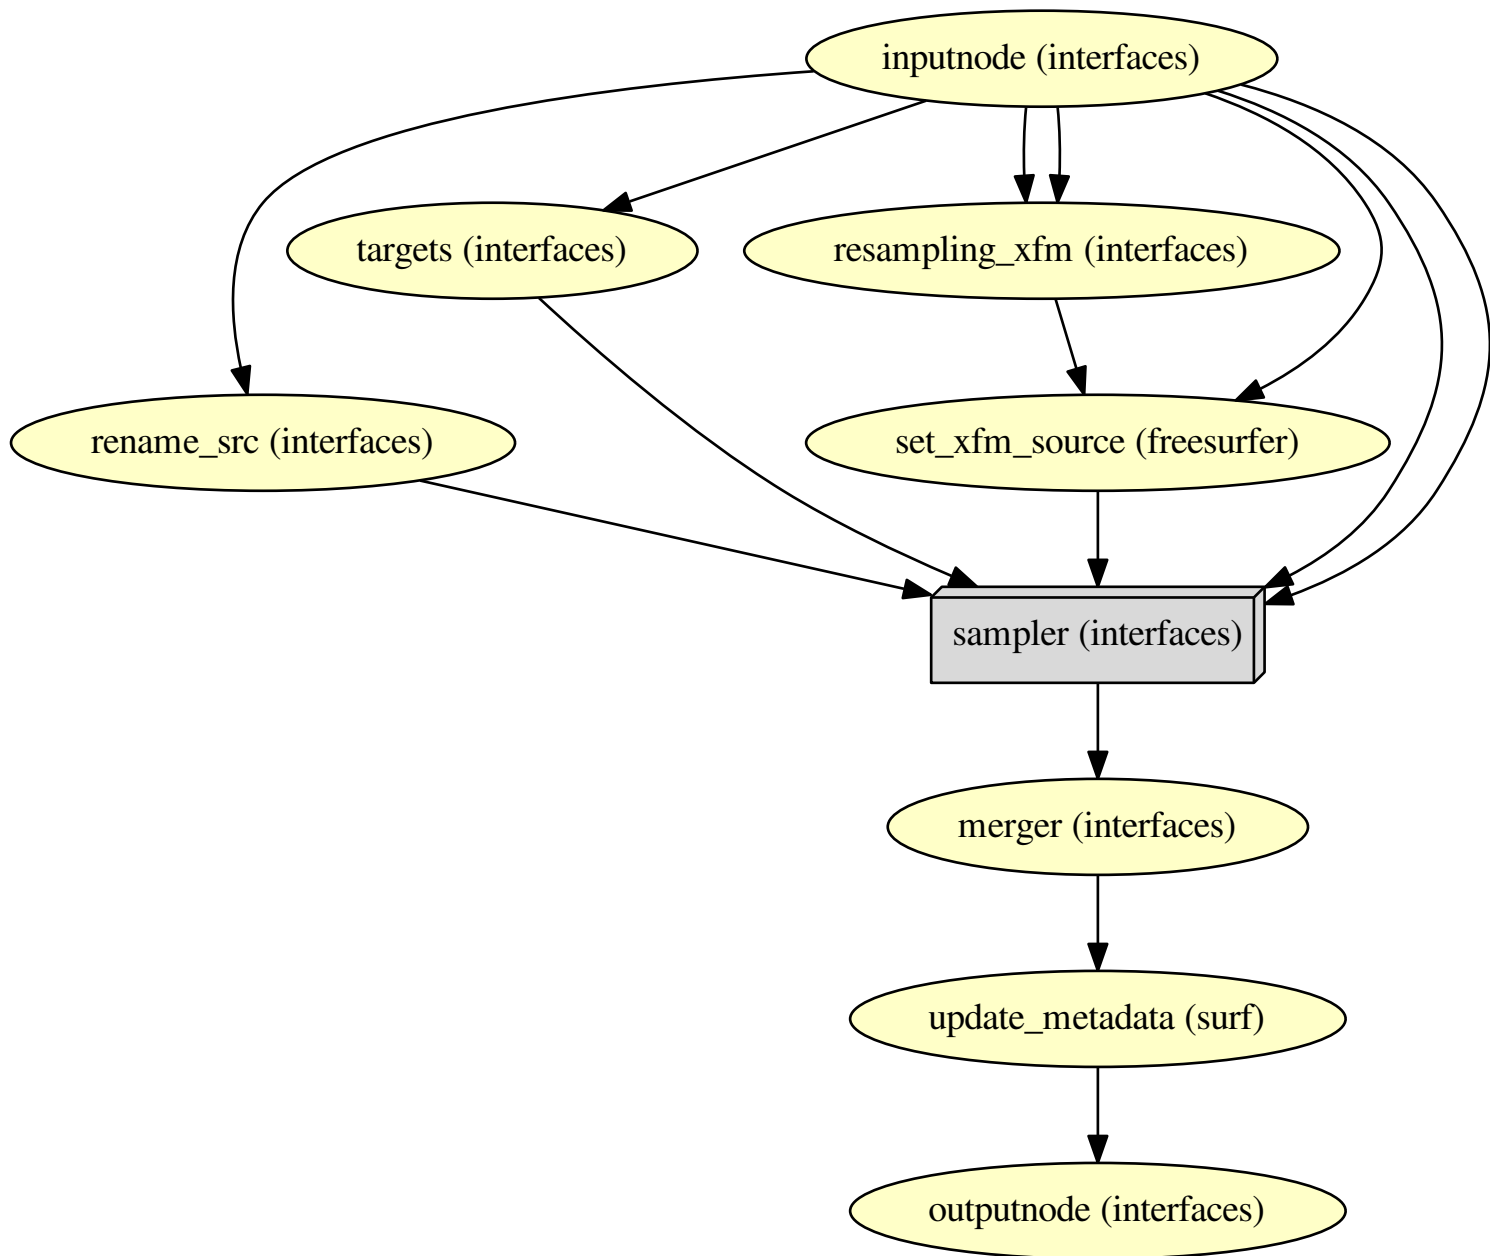 inputnode (interfaces)
targets (interfaces)
resampling_xfm (interfaces)
rename_src (interfaces)
set_xfm_source (freesurfer)
sampler (interfaces)
merger (interfaces)
update_metadata (surf)
outputnode (interfaces)